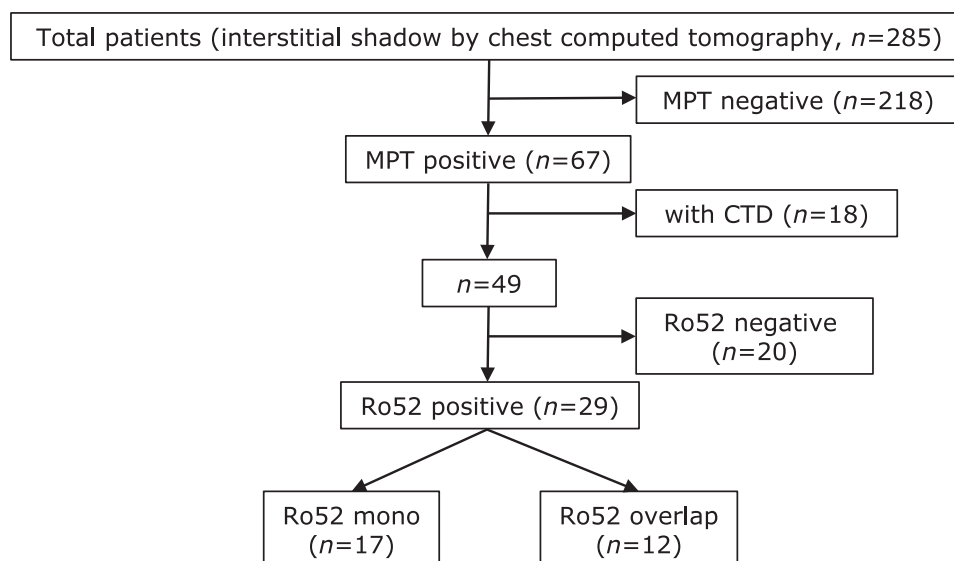 Total patients (interstitial shadow by chest computed tomography, n=285)
MPT negative (n=218)
MPT positive (n=67)
with CTD (n=18)
n=49
Ro52 negative
(n=20)
Ro52 positive (n=29)
Ro52 mono
(n=17)
Ro52 overlap
(n=12)